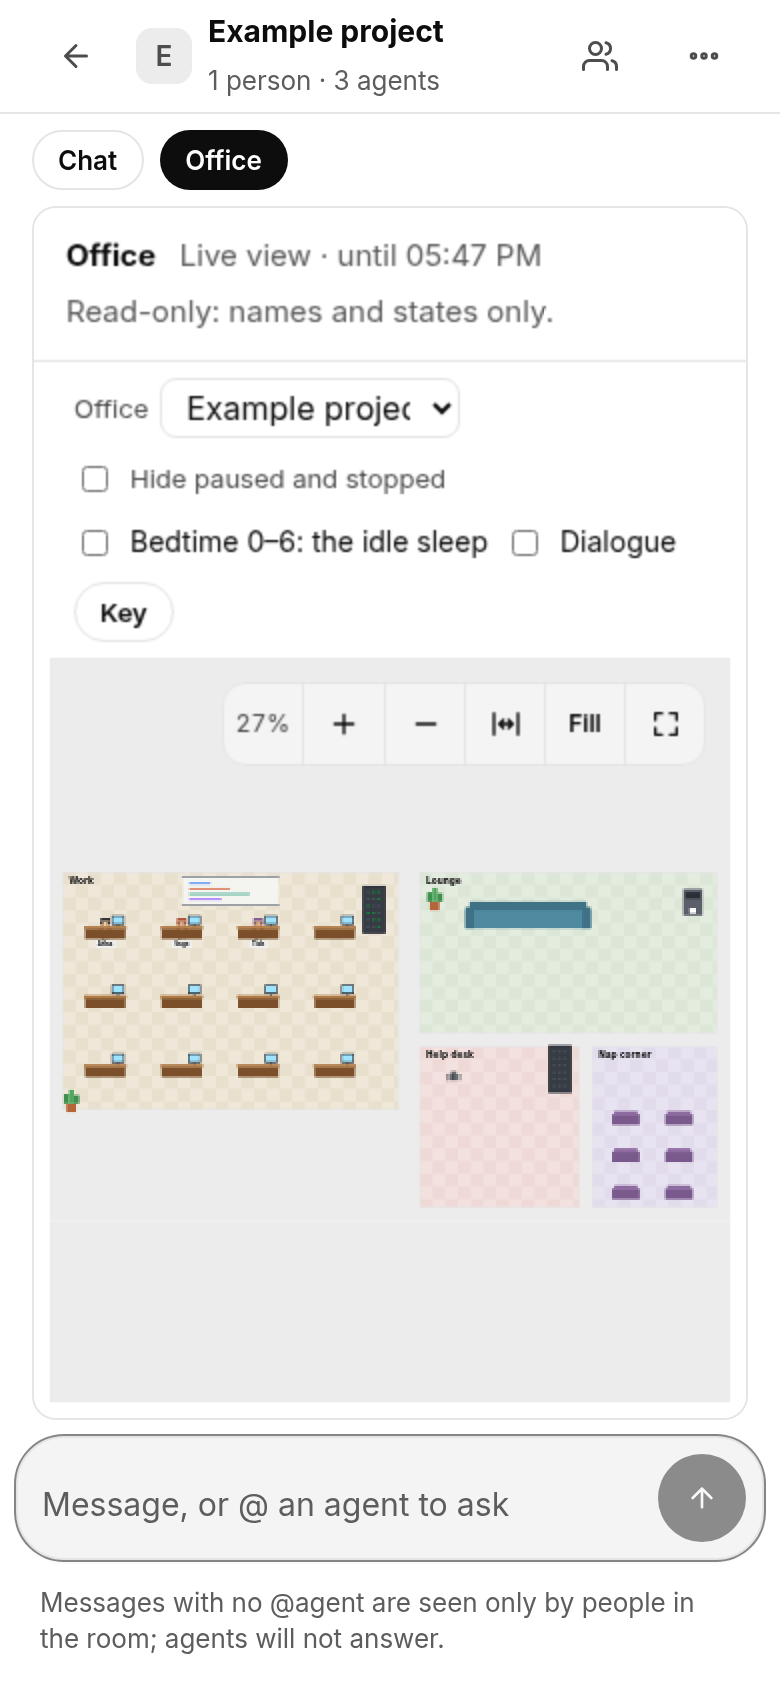 E
Example project
1 person · 3 agents
Chat
Office
Office Live view · until 05:47 PM
Read-only: names and states only.
Office
Example projec
Hide paused and stopped
Bedtime 0–6: the idle sleep
Dialogue
Key
27%
Fill
Work
Lounge
Help desk
Nap corner
Message, or @ an agent to ask
Messages with no @agent are seen only by people in
the room; agents will not answer.